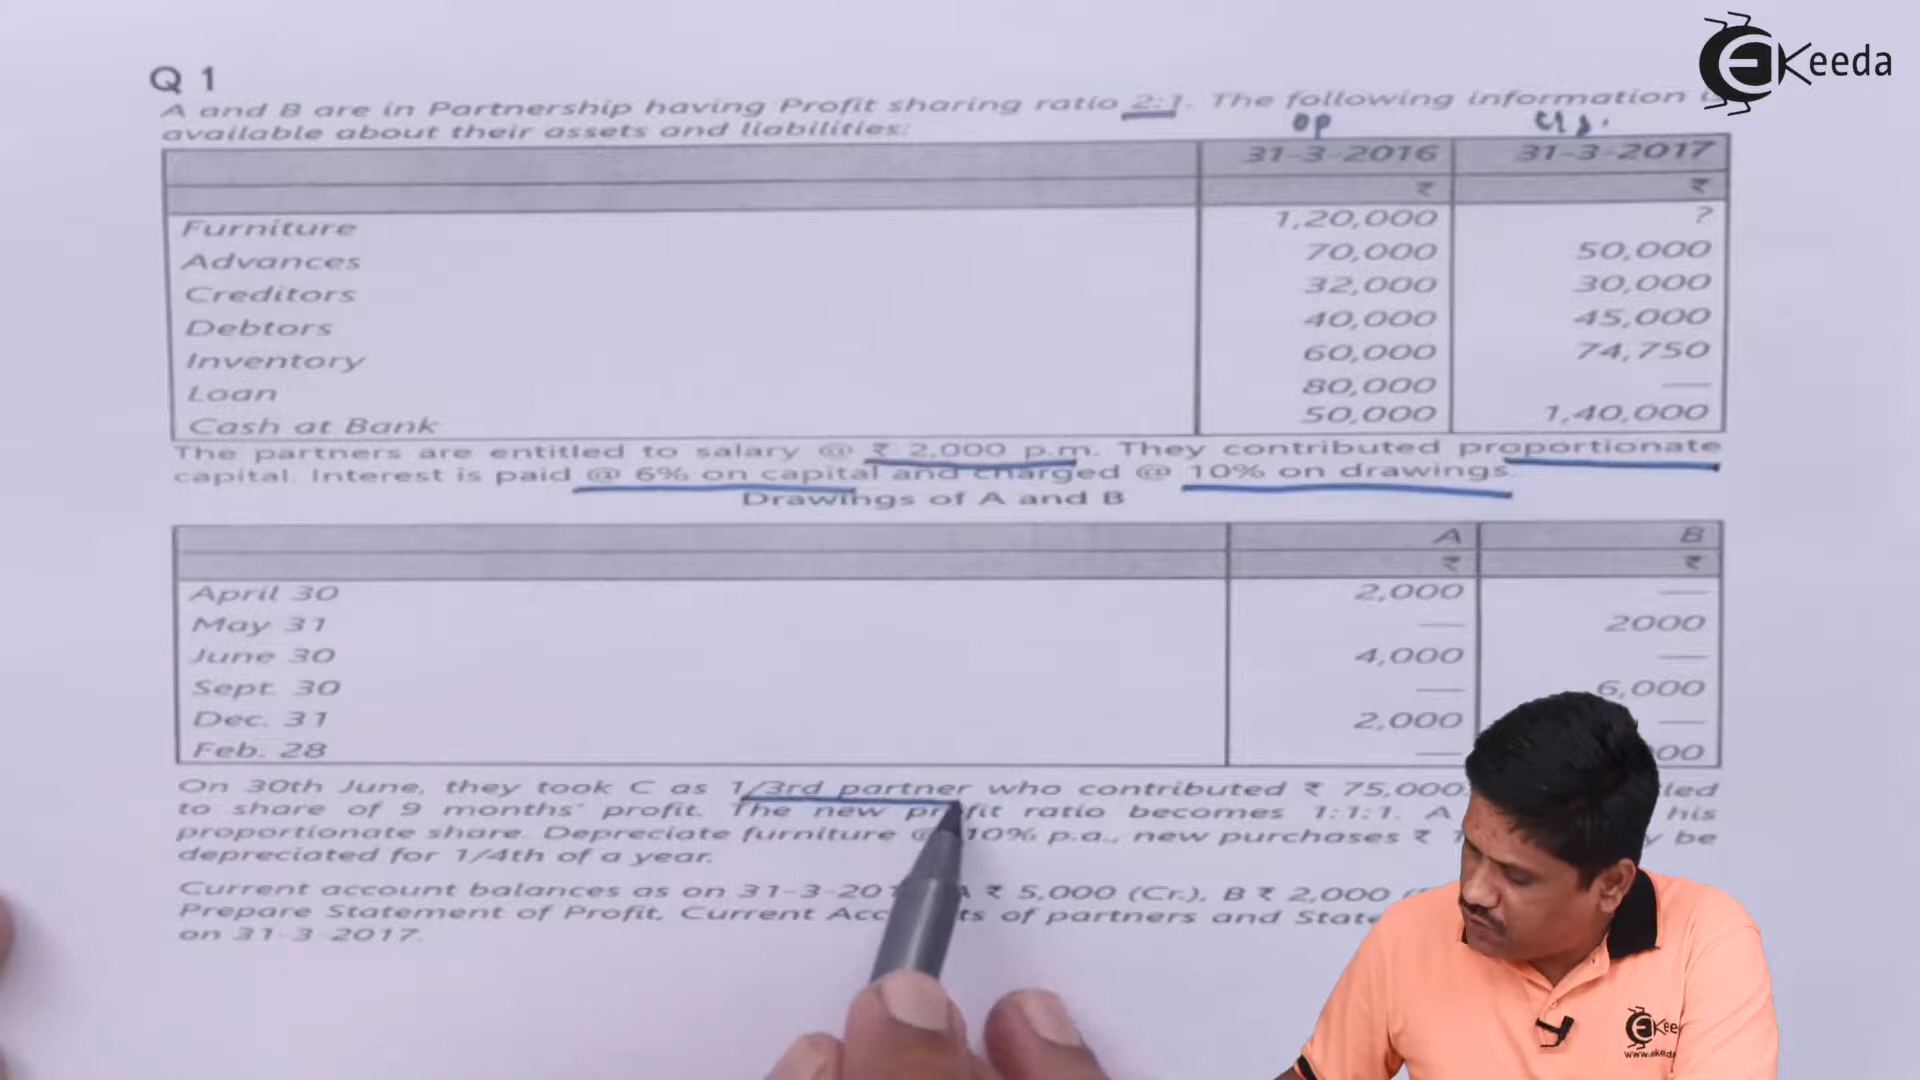 Keeda
Q 1
A and B are in Partnership having Profit sharing ratio 2:1. The following information
available about their assets and liabilities:
op
31-3-2016 31-3-2017
₹ ₹
Furniture 1,20,000 ?
Advances 70,000 50,000
Creditors 32,000 30,000
Debtors 40,000 45,000
Inventory 60,000 74,750
Loan 80,000 —
Cash at Bank 50,000 1,40,000
The partners are entitled to salary @ ₹ 2,000 p.m. They contributed proportionate
capital. Interest is paid @ 6% on capital and charged @ 10% on drawings.
Drawings of A and B
A B
₹ ₹
April 30 2,000 —
May 31 — 2000
June 30 4,000 —
Sept. 30 — 6,000
Dec. 31 2,000 —
Feb. 28 —
On 30th June, they took C as 1/3rd partner who contributed ₹ 75,000
to share of 9 months' profit. The new profit ratio becomes 1:1:1. A his
proportionate share. Depreciate furniture @ 10% p.a., new purchases ₹ be
depreciated for 1/4th of a year.
Current account balances as on 31-3- ₹ 5,000 (Cr.), B ₹ 2,000
Prepare Statement of Profit, Current of partners and
on 31-3-2017.